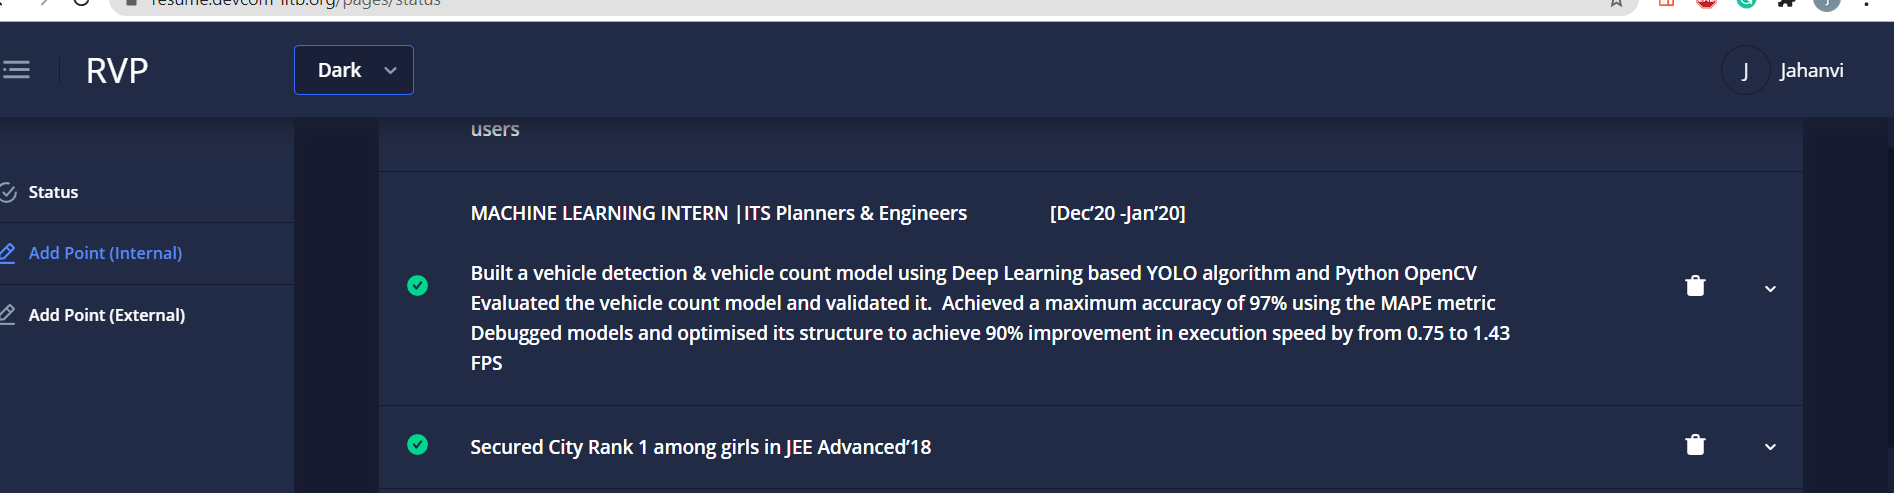 resume.devcom-iitb.org/pages/status
RVP
Dark
J
Jahanvi
users
Status
Add Point (Internal)
Add Point (External)
MACHINE LEARNING INTERN |ITS Planners & Engineers [Dec’20 -Jan’20]
Built a vehicle detection & vehicle count model using Deep Learning based YOLO algorithm and Python OpenCV
Evaluated the vehicle count model and validated it.  Achieved a maximum accuracy of 97% using the MAPE metric
Debugged models and optimised its structure to achieve 90% improvement in execution speed by from 0.75 to 1.43
FPS
Secured City Rank 1 among girls in JEE Advanced’18